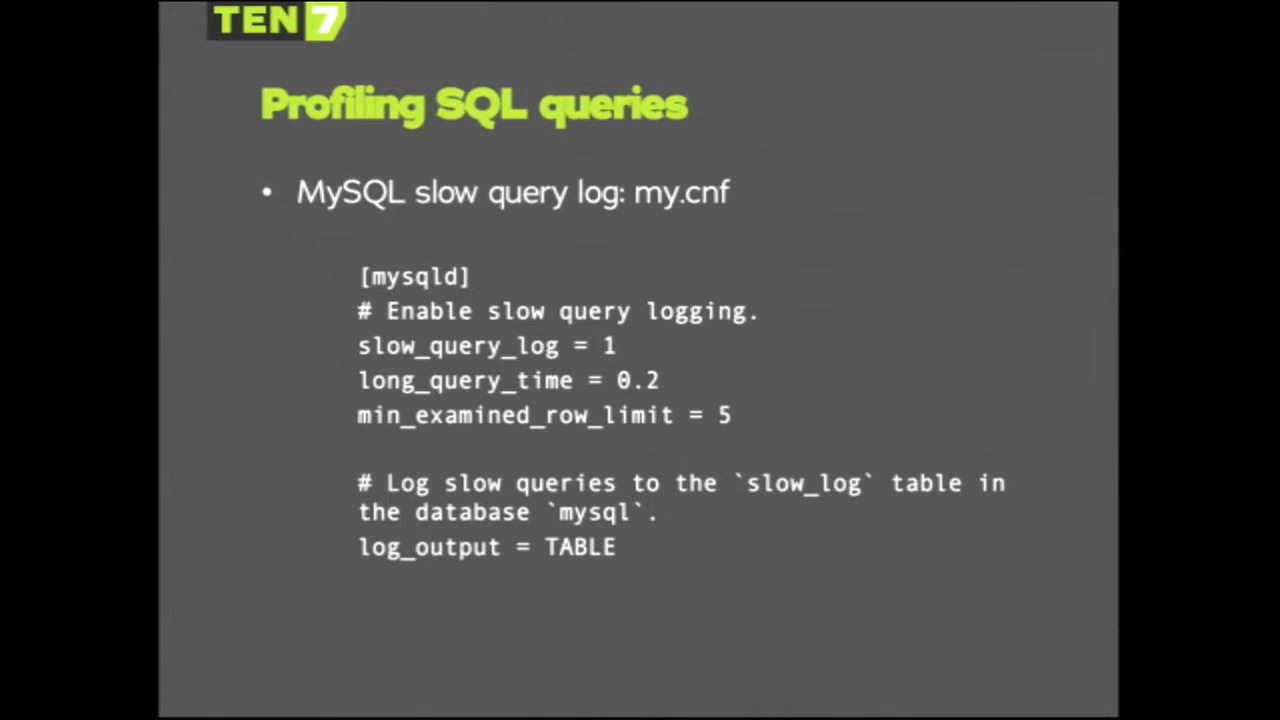 TEN7
Profiling SQL queries
• MySQL slow query log: my.cnf
[mysqld]
# Enable slow query logging.
slow_query_log = 1
long_query_time = 0.2
min_examined_row_limit = 5
# Log slow queries to the `slow_log` table in
the database `mysql`.
log_output = TABLE